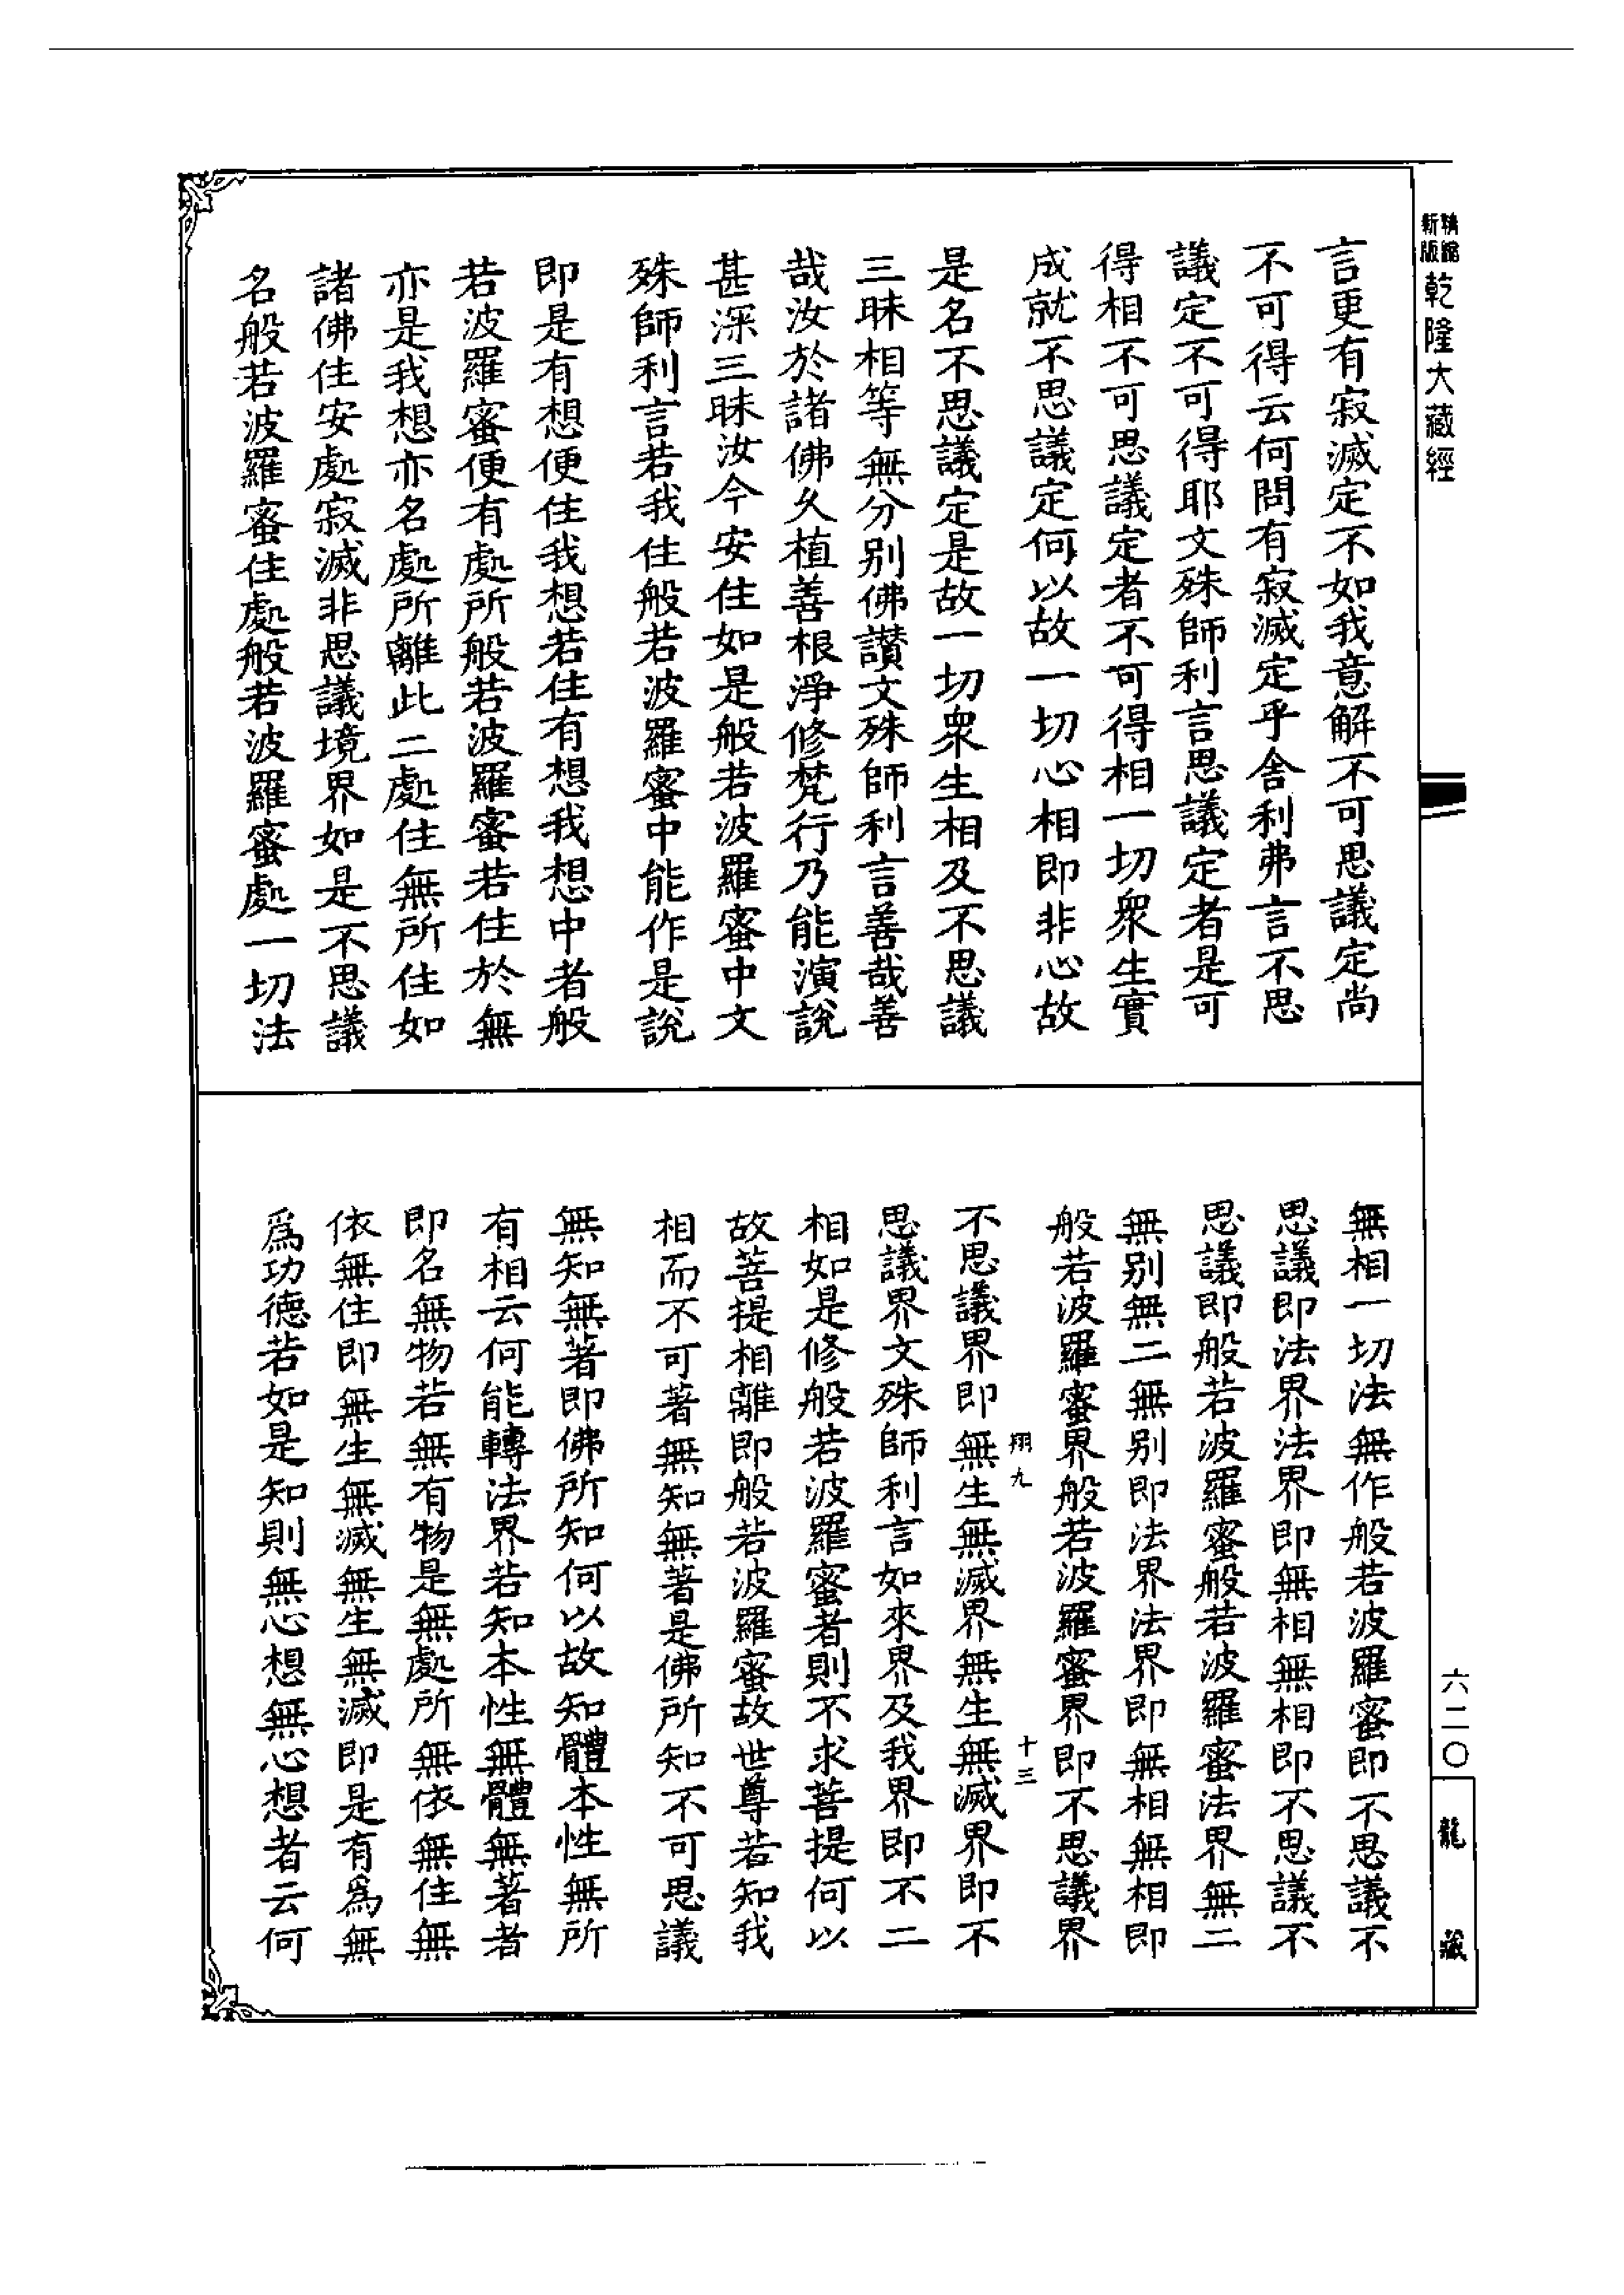 精縮新版乾隆大藏經
言更有寂滅定不如我意解不可思議定尚
不可得云何問有寂滅定乎舍利弗言不思
議定不可得耶文殊師利言思議定者是可
得相不可思議定者不可得相一切衆生實
成就不思議定何以故一切心相即非心故
是名不思議定是故一切衆生相及不思議
三昧相等無分別佛讃文殊師利言善哉善
哉汝於諸佛久植善根淨修梵行乃能演說
甚深三昧汝今安住如是般若波羅蜜中文
殊師利言若我住般若波羅蜜中能作是說
即是有想便住我想若住有想我想中者般
若波羅蜜便有處所般若波羅蜜若住於無
亦是我想亦名處所離此二處住無所住如
諸佛住安處寂滅非思議境界如是不思議
名般若波羅蜜住處般若波羅蜜處一切法
無相一切法無作般若波羅蜜即不思議不
思議即法界法界即無相無相即不思議不
思議即般若波羅蜜般若波羅蜜法界無二
無別無二無別即法界法界即無相無相即
般若波羅蜜界般若波羅蜜界即不思議界
翔九 十三
不思議界即無生無滅界無生無滅界即不
思議界文殊師利言如來界及我界即不二
相如是修般若波羅蜜者則不求菩提何以
故菩提相離即般若波羅蜜故世尊若知我
相而不可著無知無著是佛所知不可思議
無知無著即佛所知何以故知體本性無所
有相云何能轉法界若知本性無體無著者
即名無物若無有物是無處所無依無住無
依無住即無生無滅無生無滅即是有爲無
爲功德若如是知則無心想無心想者云何
六二〇
龍藏